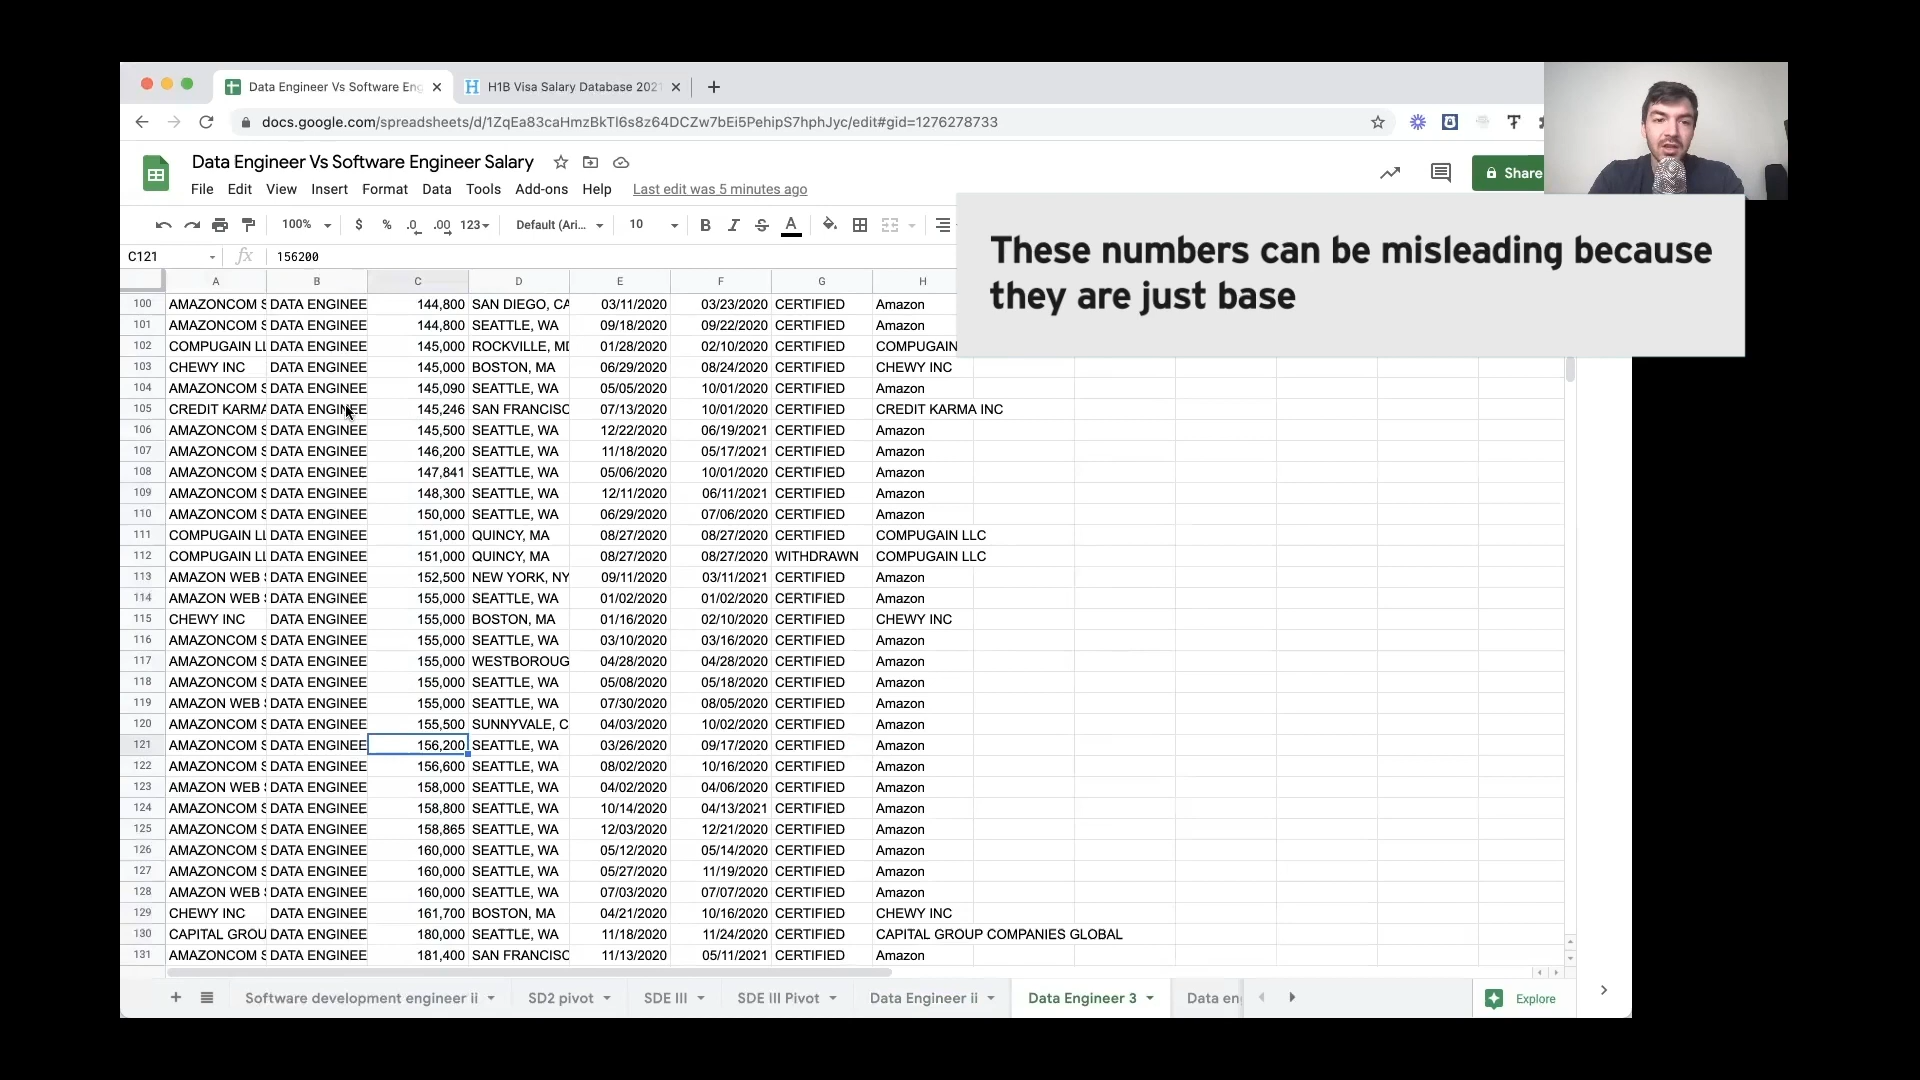 Data Engineer Vs Software Eng
H1B Visa Salary Database 2021
docs.google.com/spreadsheets/d/1ZqEa83caHmzBkTl6s8z64DCZw7bEi5PehipS7hphJyc/edit#gid=1276278733
Data Engineer Vs Software Engineer Salary
File Edit View Insert Format Data Tools Add-ons Help Last edit was 5 minutes ago
Share
100% $ % .0 .00 123 Default (Ari... 10 B I S A
These numbers can be misleading because
they are just base
C121 fx 156200
A B C D E F G H
100 AMAZONCOM S DATA ENGINEE 144,800 SAN DIEGO, CA 03/11/2020 03/23/2020 CERTIFIED Amazon
101 AMAZONCOM S DATA ENGINEE 144,800 SEATTLE, WA 09/18/2020 09/22/2020 CERTIFIED Amazon
102 COMPUGAIN LL DATA ENGINEE 145,000 ROCKVILLE, MD 01/28/2020 02/10/2020 CERTIFIED COMPUGAIN
103 CHEWY INC DATA ENGINEE 145,000 BOSTON, MA 06/29/2020 08/24/2020 CERTIFIED CHEWY INC
104 AMAZONCOM S DATA ENGINEE 145,090 SEATTLE, WA 05/05/2020 10/01/2020 CERTIFIED Amazon
105 CREDIT KARMA DATA ENGINEE 145,246 SAN FRANCISC 07/13/2020 10/01/2020 CERTIFIED CREDIT KARMA INC
106 AMAZONCOM S DATA ENGINEE 145,500 SEATTLE, WA 12/22/2020 06/19/2021 CERTIFIED Amazon
107 AMAZONCOM S DATA ENGINEE 146,200 SEATTLE, WA 11/18/2020 05/17/2021 CERTIFIED Amazon
108 AMAZONCOM S DATA ENGINEE 147,841 SEATTLE, WA 05/06/2020 10/01/2020 CERTIFIED Amazon
109 AMAZONCOM S DATA ENGINEE 148,300 SEATTLE, WA 12/11/2020 06/11/2021 CERTIFIED Amazon
110 AMAZONCOM S DATA ENGINEE 150,000 SEATTLE, WA 06/29/2020 07/06/2020 CERTIFIED Amazon
111 COMPUGAIN LL DATA ENGINEE 151,000 QUINCY, MA 08/27/2020 08/27/2020 CERTIFIED COMPUGAIN LLC
112 COMPUGAIN LL DATA ENGINEE 151,000 QUINCY, MA 08/27/2020 08/27/2020 WITHDRAWN COMPUGAIN LLC
113 AMAZON WEB S DATA ENGINEE 152,500 NEW YORK, NY 09/11/2020 03/11/2021 CERTIFIED Amazon
114 AMAZON WEB S DATA ENGINEE 155,000 SEATTLE, WA 01/02/2020 01/02/2020 CERTIFIED Amazon
115 CHEWY INC DATA ENGINEE 155,000 BOSTON, MA 01/16/2020 02/10/2020 CERTIFIED CHEWY INC
116 AMAZONCOM S DATA ENGINEE 155,000 SEATTLE, WA 03/10/2020 03/16/2020 CERTIFIED Amazon
117 AMAZONCOM S DATA ENGINEE 155,000 WESTBOROUG 04/28/2020 04/28/2020 CERTIFIED Amazon
118 AMAZONCOM S DATA ENGINEE 155,000 SEATTLE, WA 05/08/2020 05/18/2020 CERTIFIED Amazon
119 AMAZON WEB S DATA ENGINEE 155,000 SEATTLE, WA 07/30/2020 08/05/2020 CERTIFIED Amazon
120 AMAZONCOM S DATA ENGINEE 155,500 SUNNYVALE, C 04/03/2020 10/02/2020 CERTIFIED Amazon
121 AMAZONCOM S DATA ENGINEE 156,200 SEATTLE, WA 03/26/2020 09/17/2020 CERTIFIED Amazon
122 AMAZONCOM S DATA ENGINEE 156,600 SEATTLE, WA 08/02/2020 10/16/2020 CERTIFIED Amazon
123 AMAZON WEB S DATA ENGINEE 158,000 SEATTLE, WA 04/02/2020 04/06/2020 CERTIFIED Amazon
124 AMAZONCOM S DATA ENGINEE 158,800 SEATTLE, WA 10/14/2020 04/13/2021 CERTIFIED Amazon
125 AMAZONCOM S DATA ENGINEE 158,865 SEATTLE, WA 12/03/2020 12/21/2020 CERTIFIED Amazon
126 AMAZONCOM S DATA ENGINEE 160,000 SEATTLE, WA 05/12/2020 05/14/2020 CERTIFIED Amazon
127 AMAZONCOM S DATA ENGINEE 160,000 SEATTLE, WA 05/27/2020 11/19/2020 CERTIFIED Amazon
128 AMAZON WEB S DATA ENGINEE 160,000 SEATTLE, WA 07/03/2020 07/07/2020 CERTIFIED Amazon
129 CHEWY INC DATA ENGINEE 161,700 BOSTON, MA 04/21/2020 10/16/2020 CERTIFIED CHEWY INC
130 CAPITAL GROU DATA ENGINEE 180,000 SEATTLE, WA 11/18/2020 11/24/2020 CERTIFIED CAPITAL GROUP COMPANIES GLOBAL
131 AMAZONCOM S DATA ENGINEE 181,400 SAN FRANCISC 11/13/2020 05/11/2021 CERTIFIED Amazon
Software development engineer ii SD2 pivot SDE III SDE III Pivot Data Engineer ii Data Engineer 3 Data en Explore